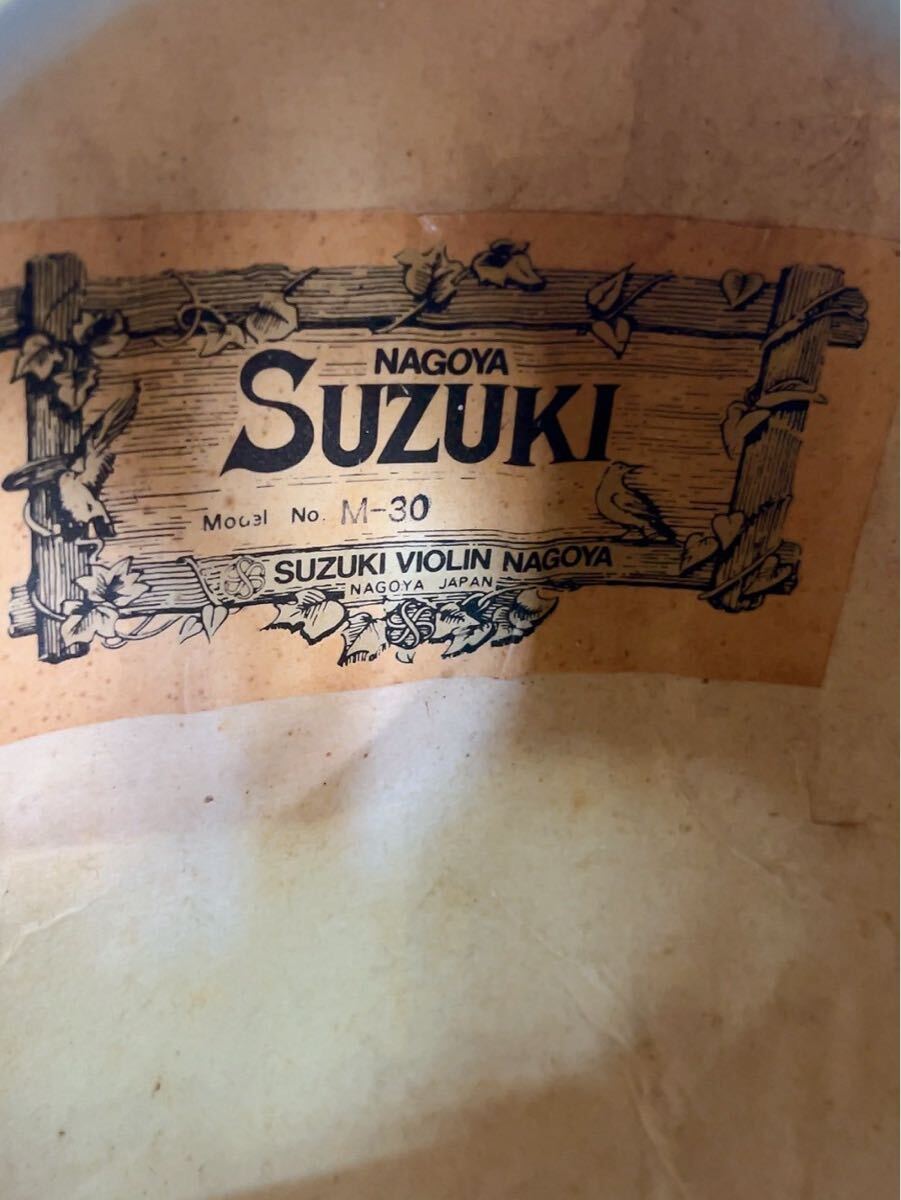 NAGOYA
SUZUKI
Model No. M-30
SUZUKI VIOLIN NAGOYA
NAGOYA JAPAN